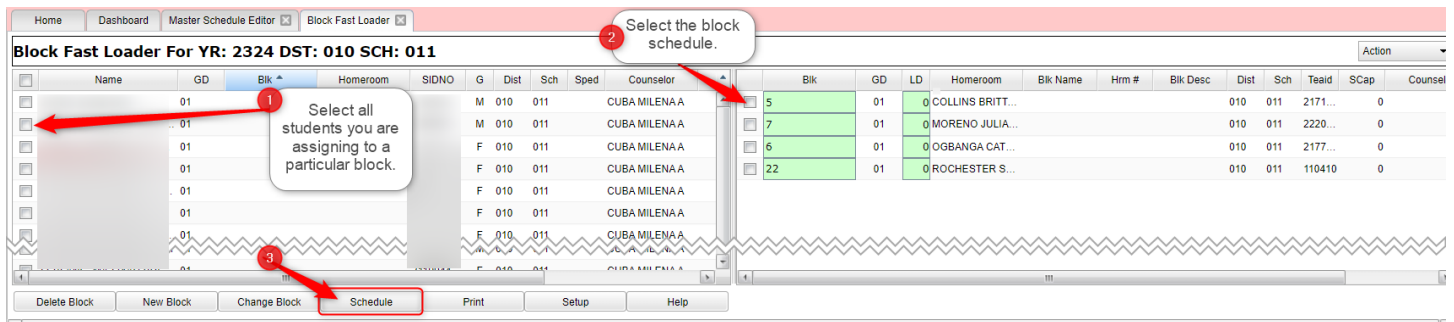 Home Dashboard Master Schedule Editor Block Fast Loader
Block Fast Loader For YR: 2324 DST: 010 SCH: 011
Action
2 Select the block
schedule.
Name GD Blk Homeroom SIDNO G Dist Sch Sped Counselor
Blk GD LD Homeroom Blk Name Hrm # Blk Desc Dist Sch Teaid SCap Counsel
1 Select all
students you are
assigning to a
particular block.
01 M 010 011 CUBA MILENA A
01 M 010 011 CUBA MILENA A
01 F 010 011 CUBA MILENA A
01 F 010 011 CUBA MILENA A
01 F 010 011 CUBA MILENA A
01 F 010 011 CUBA MILENA A
01 F 010 011 CUBA MILENA A
5 01 0 COLLINS BRITT... 010 011 2171... 0
7 01 0 MORENO JULIA... 010 011 2220... 0
6 01 0 OGBANGA CAT... 010 011 2177... 0
22 01 0 ROCHESTER S... 010 011 110410 0
3
Delete Block New Block Change Block Schedule Print Setup Help